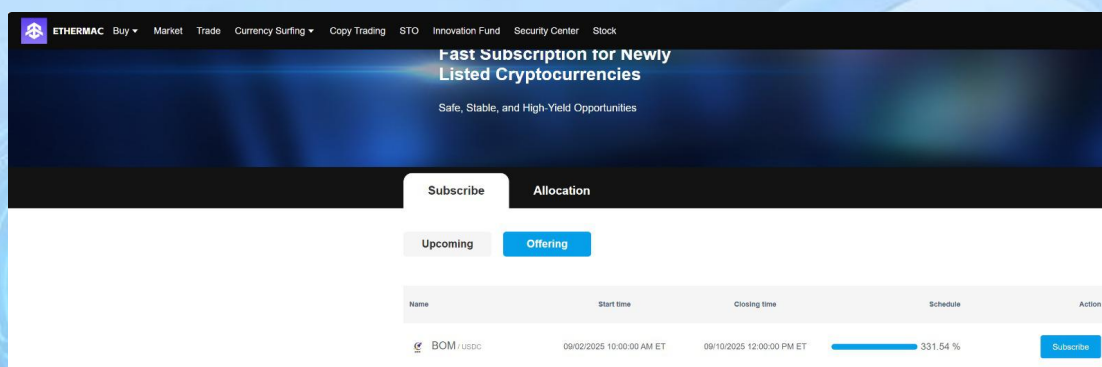 ETHERMAC Buy Market Trade Currency Surfing Copy Trading STO Innovation Fund Security Center Stock
Fast Subscription for Newly
Listed Cryptocurrencies
Safe, Stable, and High-Yield Opportunities
Subscribe Allocation
Upcoming Offering
Name Start time Closing time Schedule Action
BOM / USDC 09/02/2025 10:00:00 AM ET 09/10/2025 12:00:00 PM ET 331.54 % Subscribe